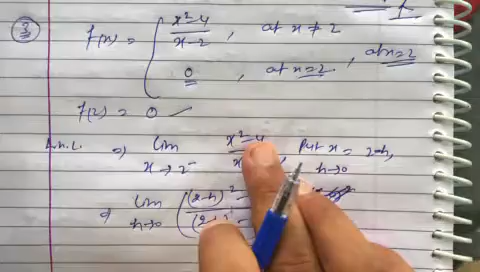 3
f(x) = { x²-4 / x-2 , at x ≠ 2
0 , at x=2 , at x=2
f(2) = 0
L.H.L. ⇒ lim x→2⁻ x²-4 / x , Put x = 2-h, h→0
⇒ lim h→0 ( (2-h)² - / (2-h) -